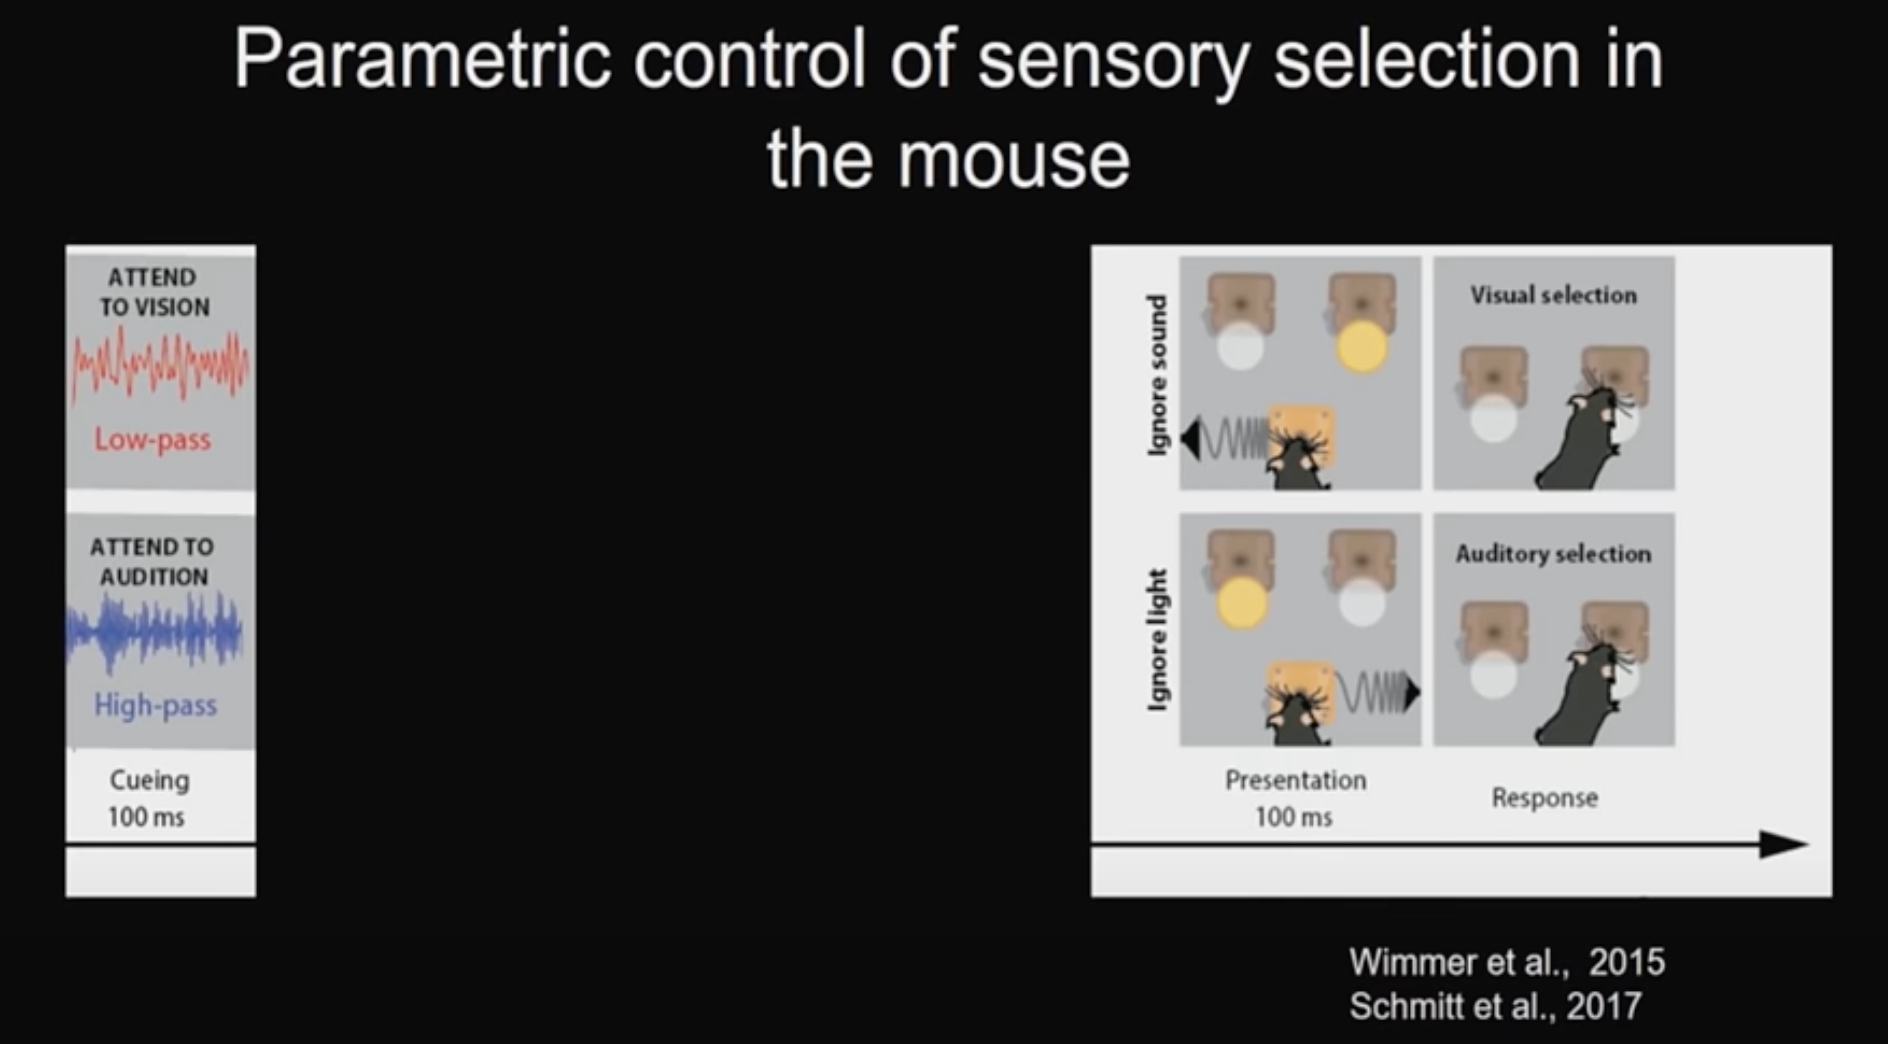 Parametric control of sensory selection in
the mouse
ATTEND
TO VISION
Low-pass
ATTEND TO
AUDITION
High-pass
Cueing
100 ms
Ignore sound
Visual selection
Ignore light
Auditory selection
Presentation
100 ms
Response
Wimmer et al., 2015
Schmitt et al., 2017